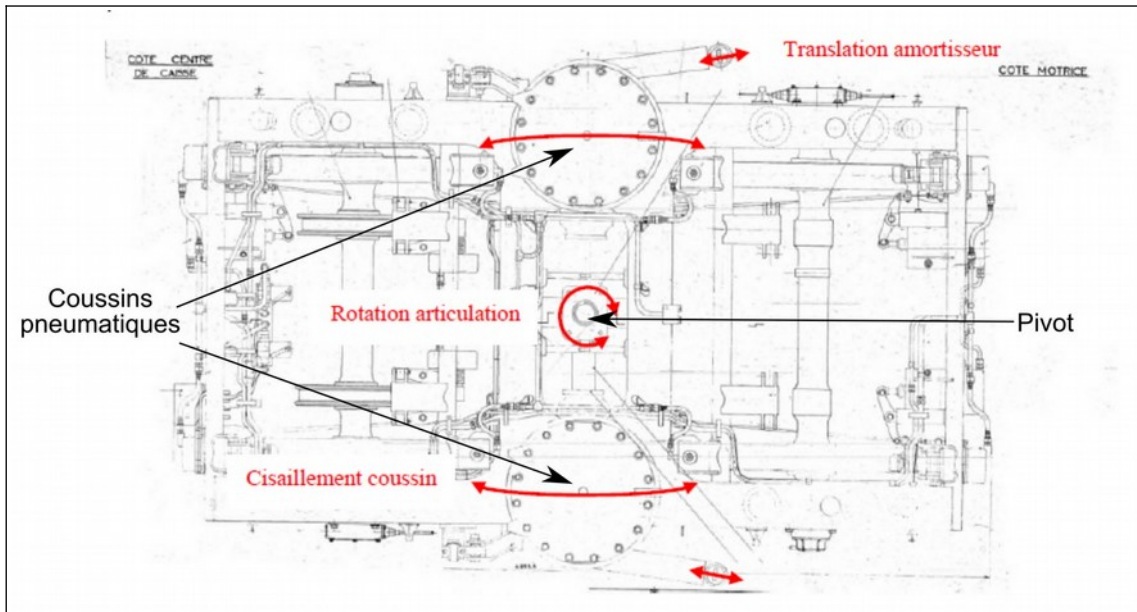 Translation amortisseur
COTE CENTRE
DE CAISSE
COTE MOTRICE
Coussins
pneumatiques
Rotation articulation
Pivot
Cisaillement coussin